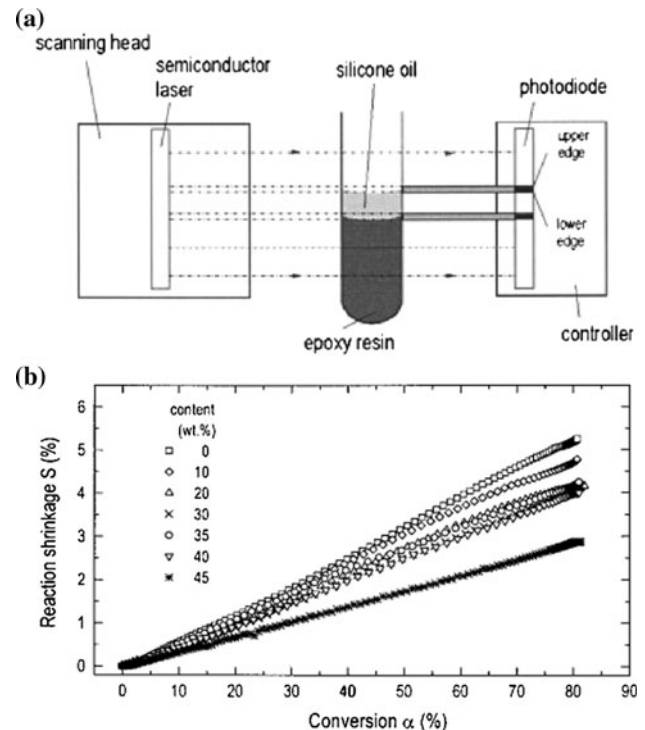 (a)
scanning head
semiconductor
laser
silicone oil
photodiode
upper
edge
lower
edge
epoxy resin
controller
(b)
content
(wt.%)
0
10
20
30
35
40
45
Reaction shrinkage S (%)
6
5
4
3
2
1
0
0 10 20 30 40 50 60 70 80 90
Conversion α (%)